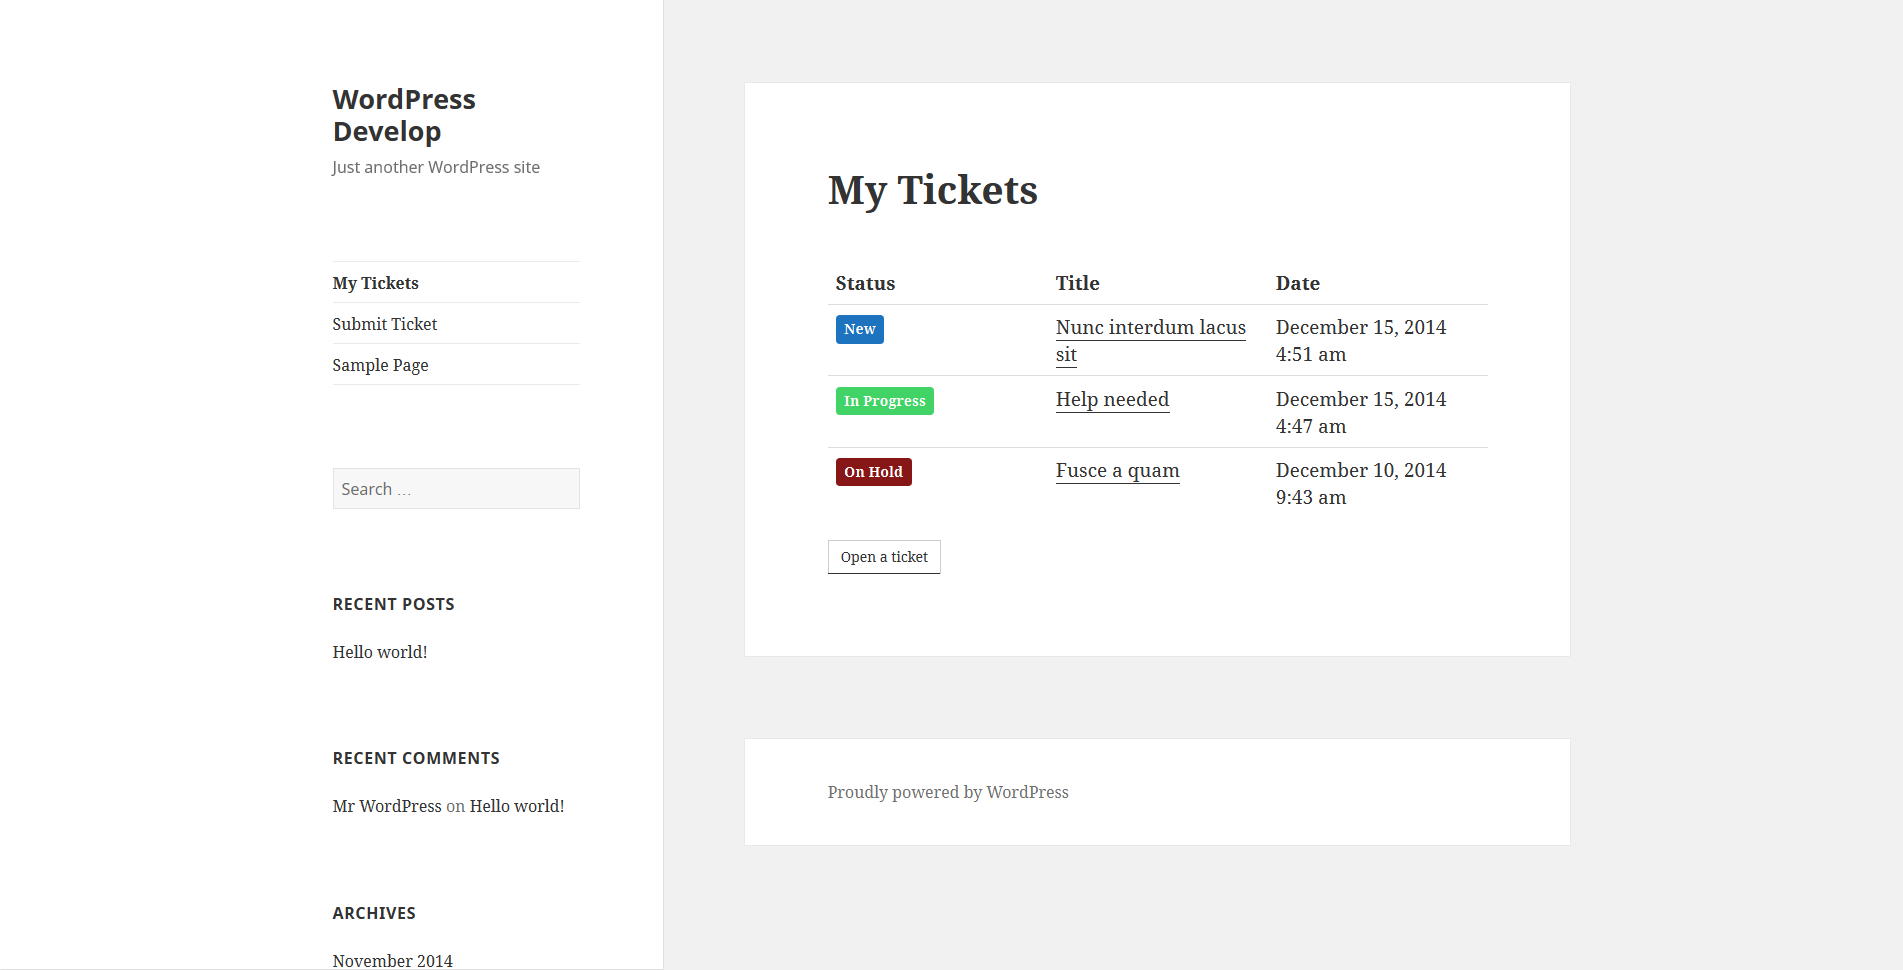 WordPress
Develop
Just another WordPress site
My Tickets
Submit Ticket
Sample Page
Search …
RECENT POSTS
Hello world!
RECENT COMMENTS
Mr WordPress on Hello world!
ARCHIVES
November 2014
My Tickets
Status Title Date
New Nunc interdum lacus December 15, 2014
sit 4:51 am
In Progress Help needed December 15, 2014
4:47 am
On Hold Fusce a quam December 10, 2014
9:43 am
Open a ticket
Proudly powered by WordPress